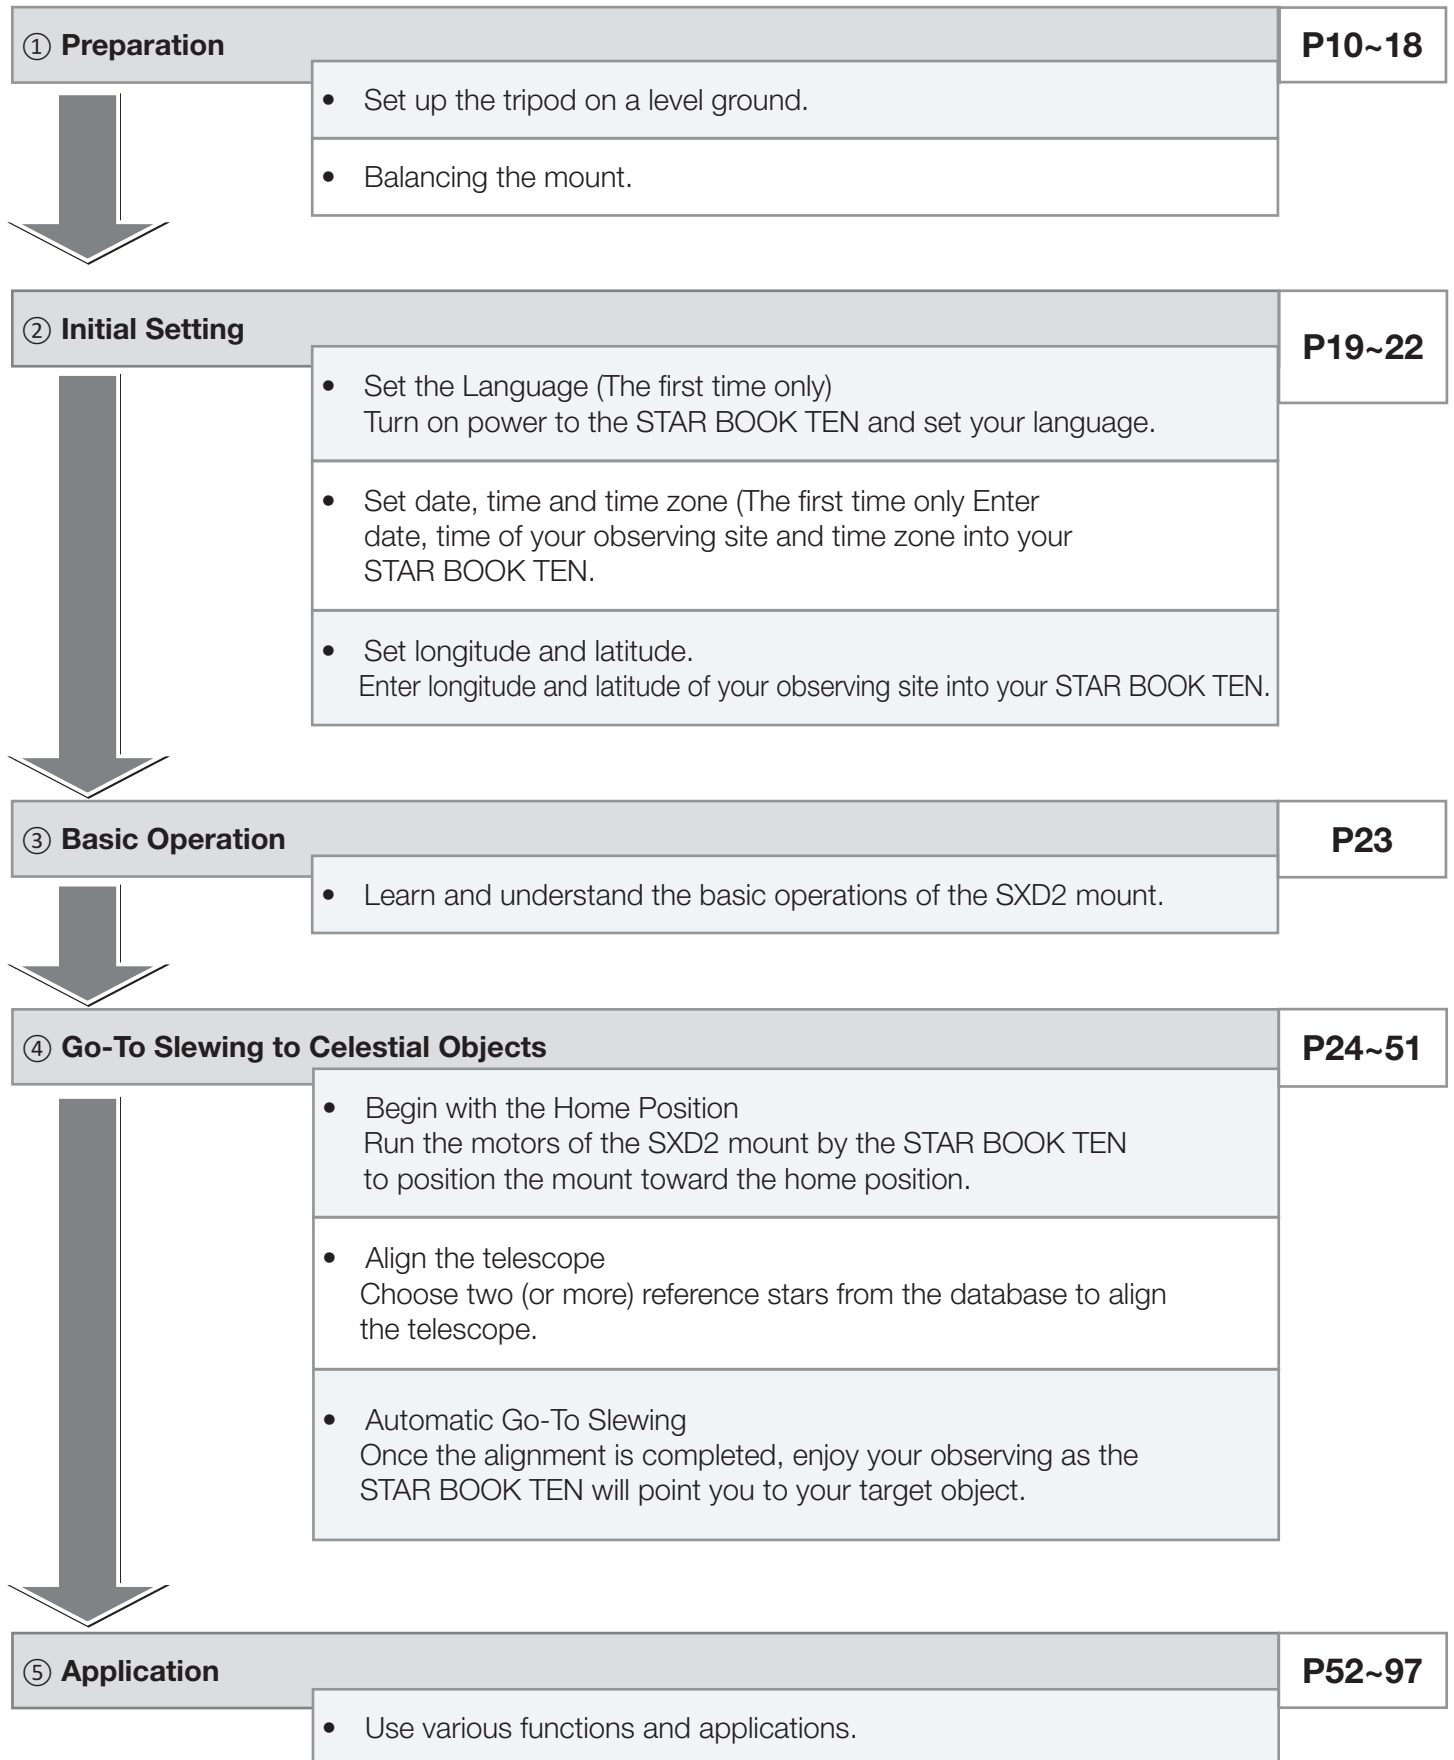 ① Preparation
P10~18
• Set up the tripod on a level ground.
• Balancing the mount.
② Initial Setting
P19~22
• Set the Language (The first time only)
Turn on power to the STAR BOOK TEN and set your language.
• Set date, time and time zone (The first time only Enter
date, time of your observing site and time zone into your
STAR BOOK TEN.
• Set longitude and latitude.
Enter longitude and latitude of your observing site into your STAR BOOK TEN.
③ Basic Operation
P23
• Learn and understand the basic operations of the SXD2 mount.
④ Go-To Slewing to Celestial Objects
P24~51
• Begin with the Home Position
Run the motors of the SXD2 mount by the STAR BOOK TEN
to position the mount toward the home position.
• Align the telescope
Choose two (or more) reference stars from the database to align
the telescope.
• Automatic Go-To Slewing
Once the alignment is completed, enjoy your observing as the
STAR BOOK TEN will point you to your target object.
⑤ Application
P52~97
• Use various functions and applications.